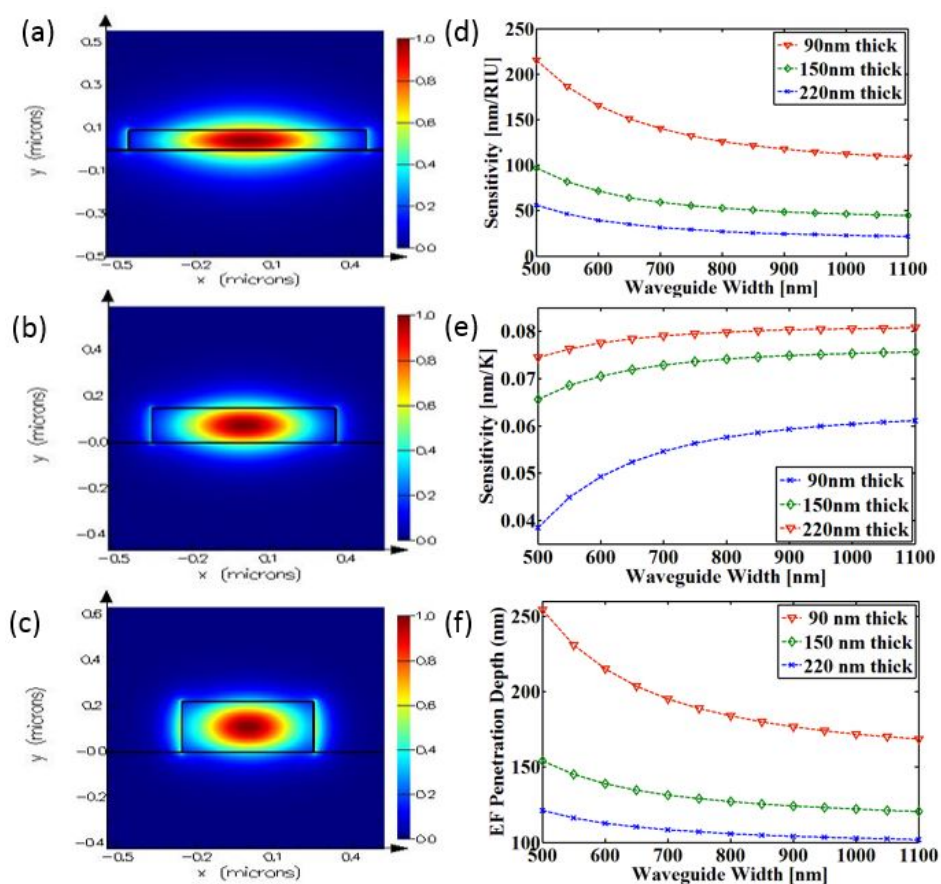 (a)
0.5
0.3
0.1
-0.1
-0.3
-0.5
y (microns)
-0.5
-0.2
0.1
0.4
x (microns)
1.0
0.8
0.6
0.4
0.2
0.0
(d)
250
200
150
100
50
0
Sensitivity [nm/RIU]
90nm thick
150nm thick
220nm thick
500 600 700 800 900 1000 1100
Waveguide Width [nm]
(b)
0.4
0.2
-0.0
-0.2
-0.4
y (microns)
-0.5
-0.2
0.1
0.4
x (microns)
1.0
0.8
0.6
0.4
0.2
0.0
(e)
0.08
0.07
0.06
0.05
0.04
Sensitivity [nm/K]
90nm thick
150nm thick
220nm thick
500 600 700 800 900 1000 1100
Waveguide Width [nm]
(c)
0.6
0.4
0.2
-0.0
-0.2
-0.4
y (microns)
-0.5
-0.2
0.1
0.4
x (microns)
1.0
0.8
0.6
0.4
0.2
0.0
(f)
250
200
150
100
EF Penetration Depth (nm)
90 nm thick
150 nm thick
220 nm thick
500 600 700 800 900 1000 1100
Waveguide Width [nm]